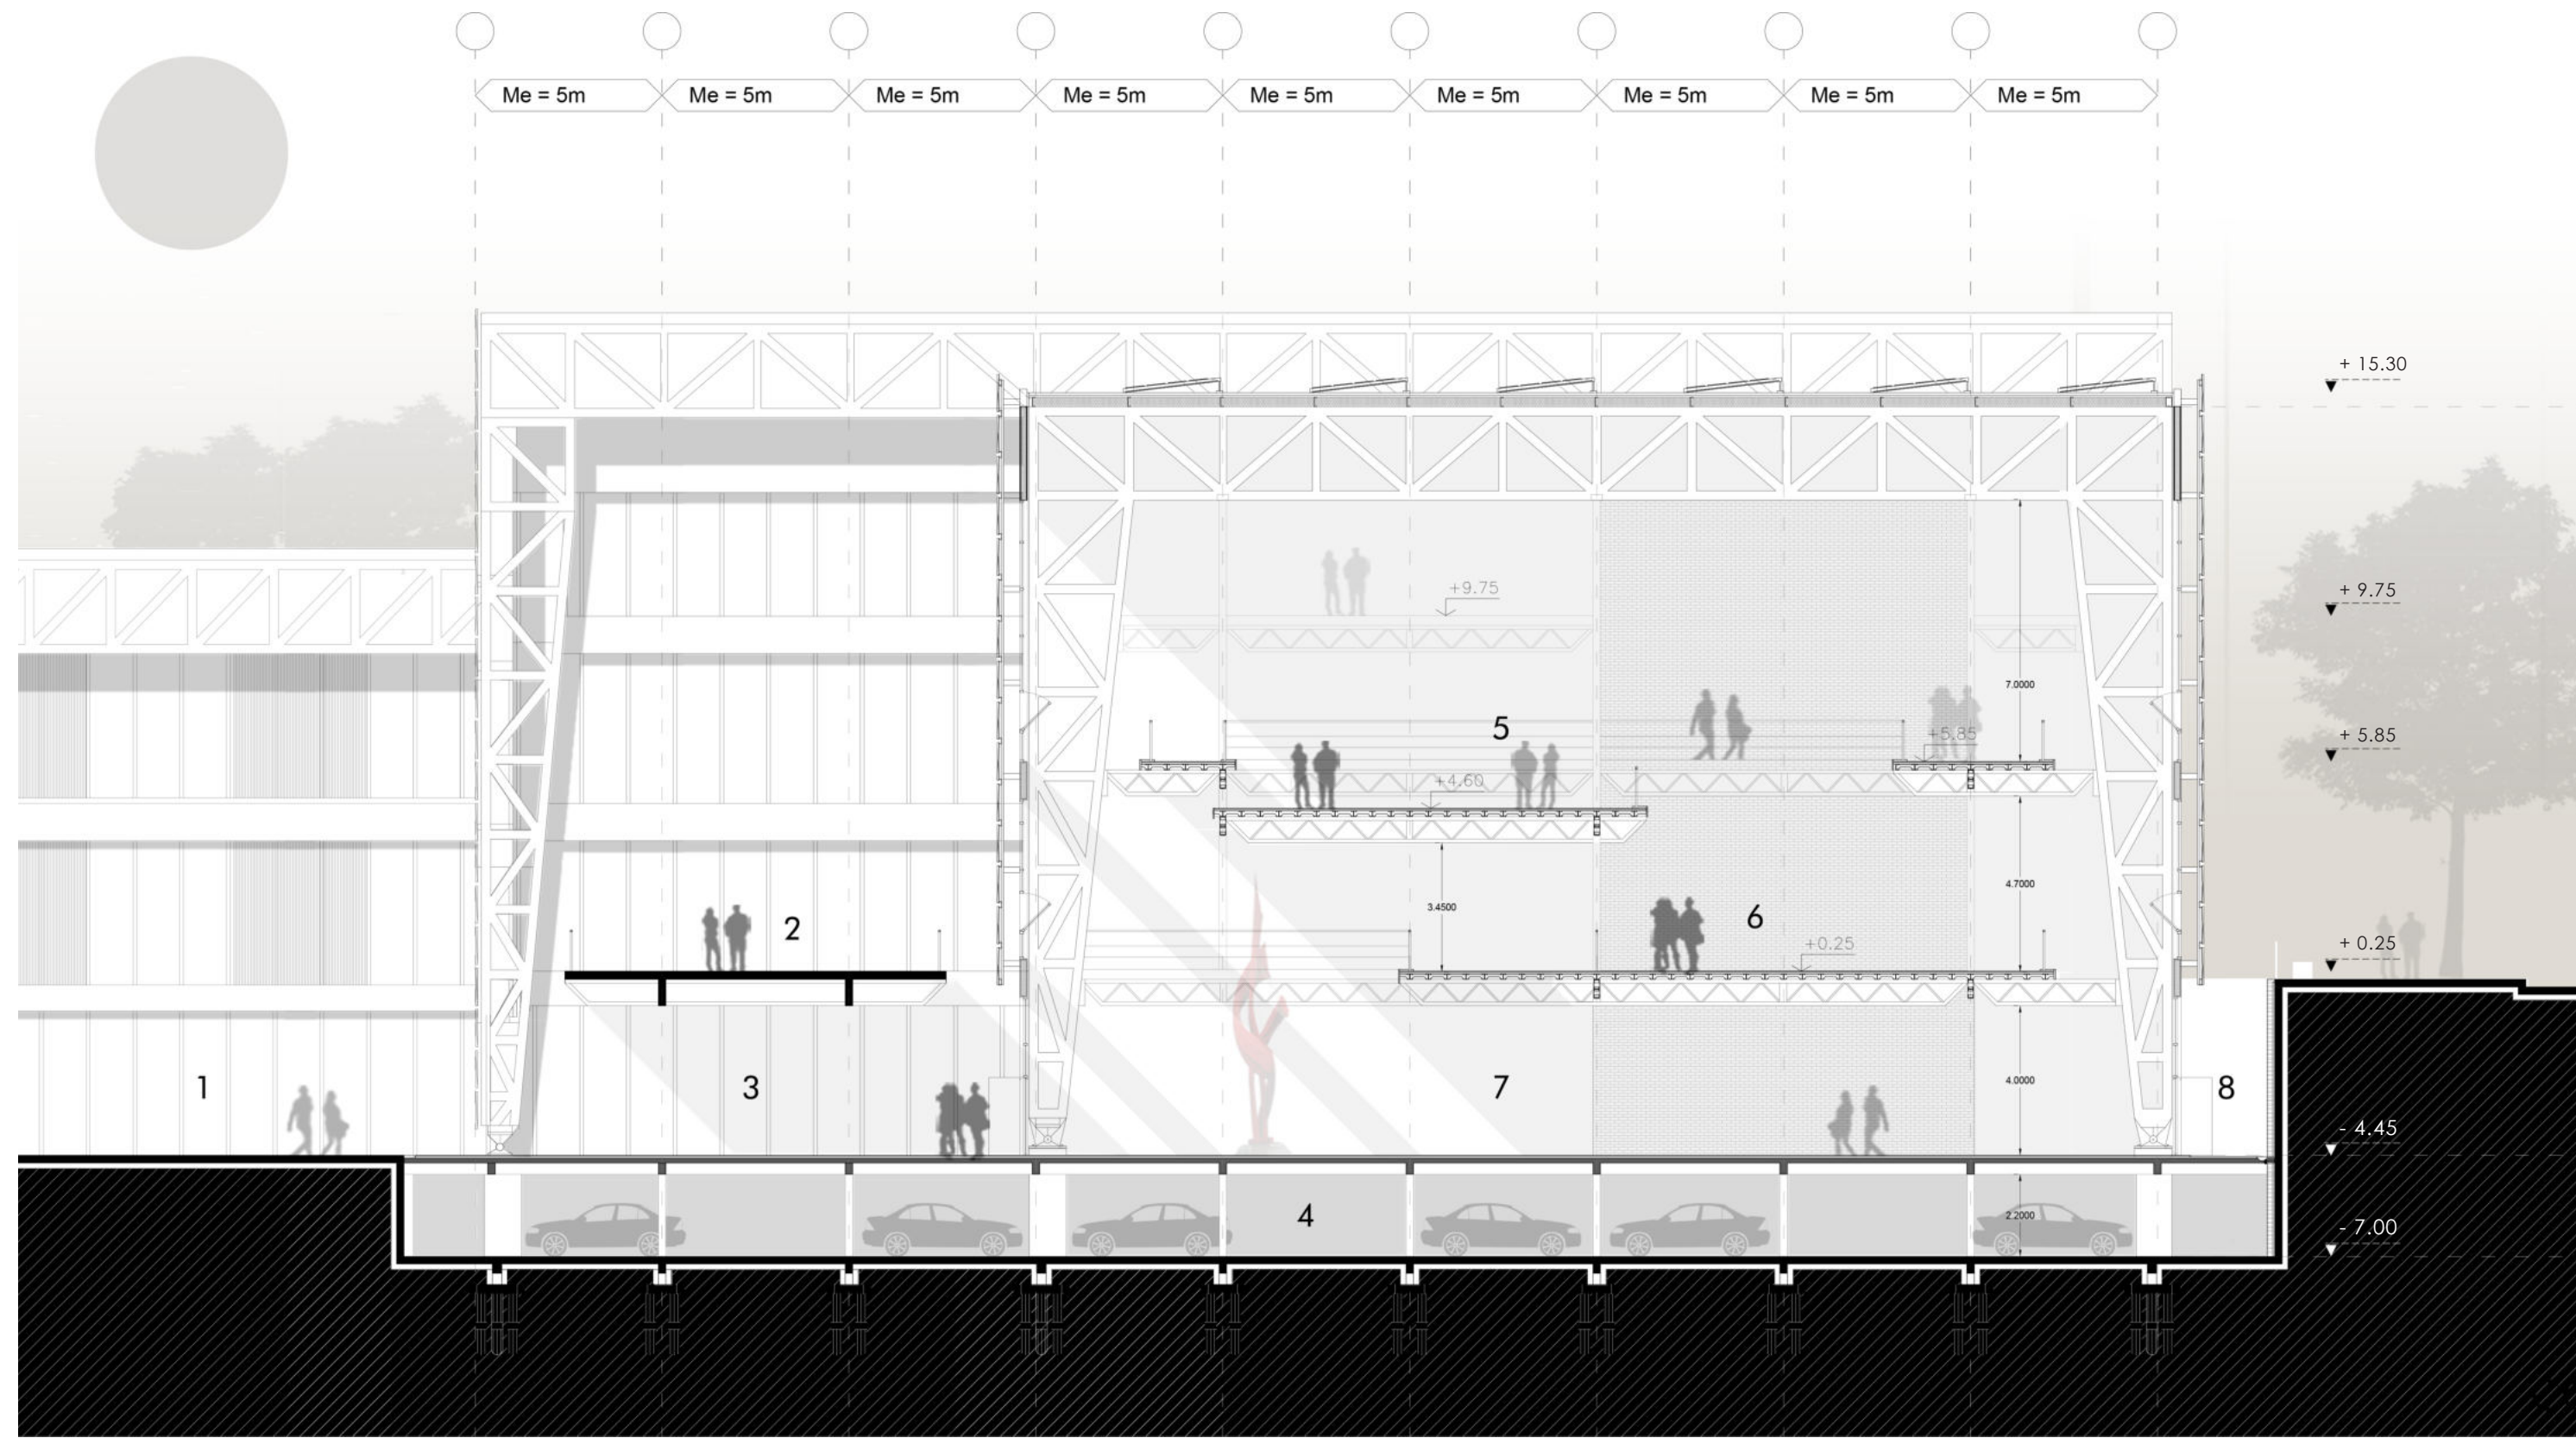 Me = 5m
Me = 5m
Me = 5m
Me = 5m
Me = 5m
Me = 5m
Me = 5m
Me = 5m
Me = 5m
+ 15.30
+9.75
+ 9.75
7.0000
5
+5.85
+ 5.85
+4.60
4.7000
3.4500
2
6
+0.25
+ 0.25
1
3
7
4.0000
8
- 4.45
4
2.2000
- 7.00